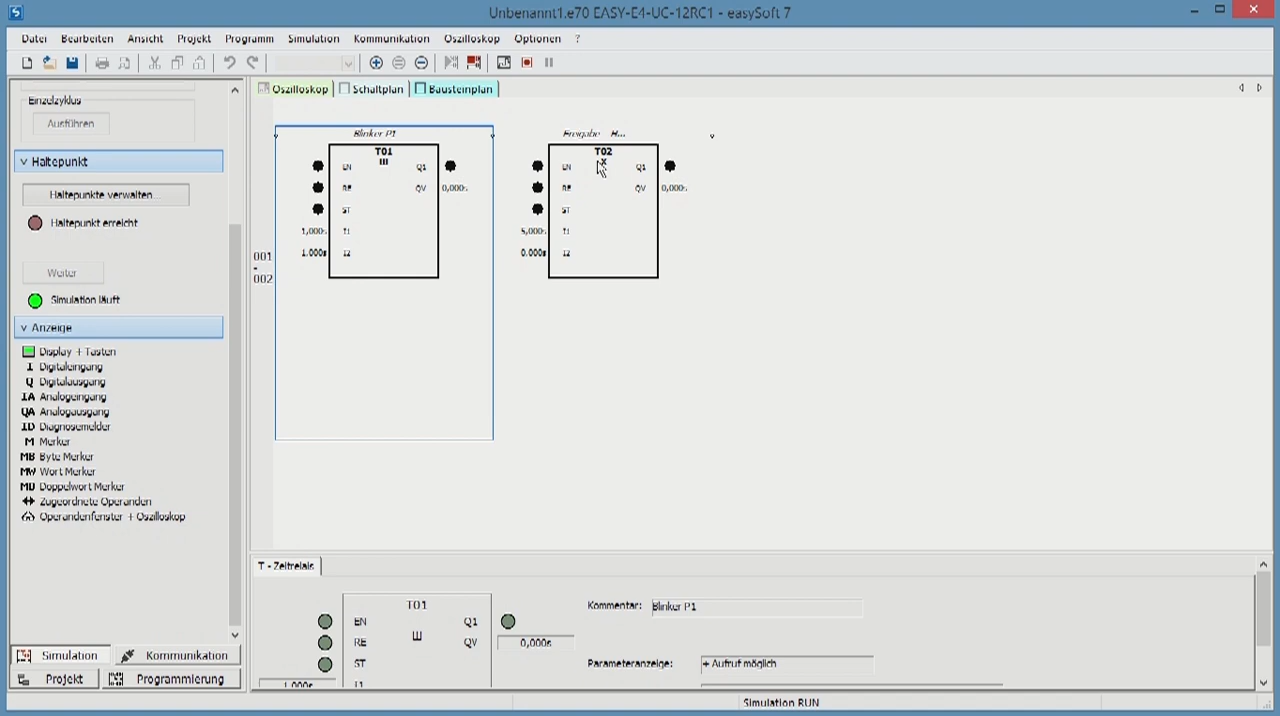 Unbenannt1.e70 EASY-E4-UC-12RC1 - easySoft 7
Datei Bearbeiten Ansicht Projekt Programm Simulation Kommunikation Oszilloskop Optionen ?
Einzelzyklus
Ausführen
Haltepunkt
Haltepunkte verwalten...
Haltepunkt erreicht
Weiter
Simulation läuft
Anzeige
Display + Tasten
I Digitaleingang
Q Digitalausgang
IA Analogeingang
QA Analogausgang
ID Diagnosemelder
M Merker
MB Byte Merker
MW Wort Merker
MD Doppelwort Merker
Zugeordnete Operanden
Operandenfenster + Oszilloskop
Simulation Kommunikation
Projekt Programmierung
Oszilloskop Schaltplan Bausteinplan
001
-
002
Blinker P1
T01
EN Q1
RE QV 0,000s
ST
1,000s I1
1,000s I2
Freigabe H...
T02
X
EN Q1
RE QV 0,000s
ST
5,000s I1
0,000s I2
T - Zeitrelais
T01
EN Q1
RE QV 0,000s
ST
1,000s I1
Kommentar: Blinker P1
Parameteranzeige: + Aufruf möglich
Simulation RUN